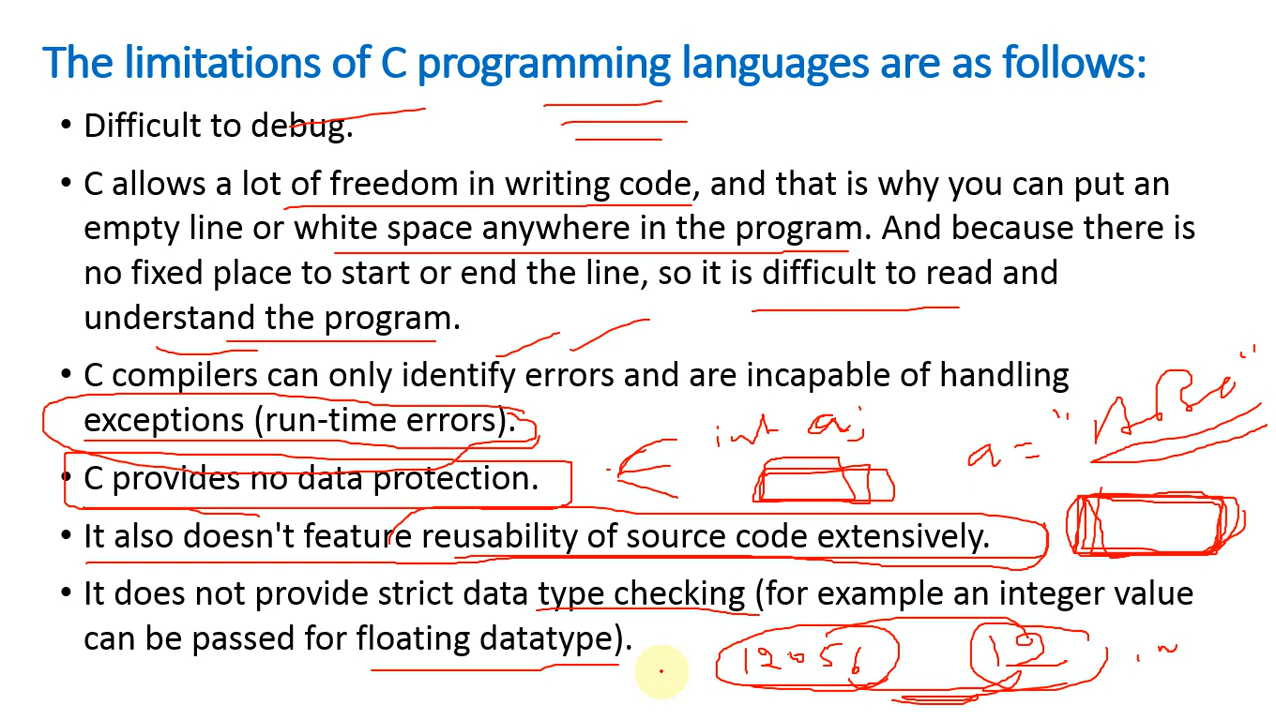 The limitations of C programming languages are as follows:
• Difficult to debug.
• C allows a lot of freedom in writing code, and that is why you can put an
empty line or white space anywhere in the program. And because there is
no fixed place to start or end the line, so it is difficult to read and
understand the program.
• C compilers can only identify errors and are incapable of handling
exceptions (run-time errors).
int a;
• C provides no data protection.
• It also doesn't feature reusability of source code extensively.
• It does not provide strict data type checking (for example an integer value
can be passed for floating datatype).